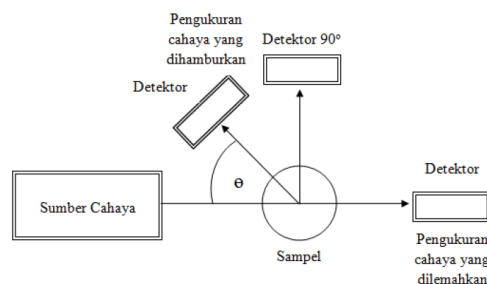 Pengukuran
cahaya yang
dihamburkan
Detektor 90°
Detektor
Sumber Cahaya
ɵ
Sampel
Detektor
Pengukuran
cahaya yang
dilemahkan